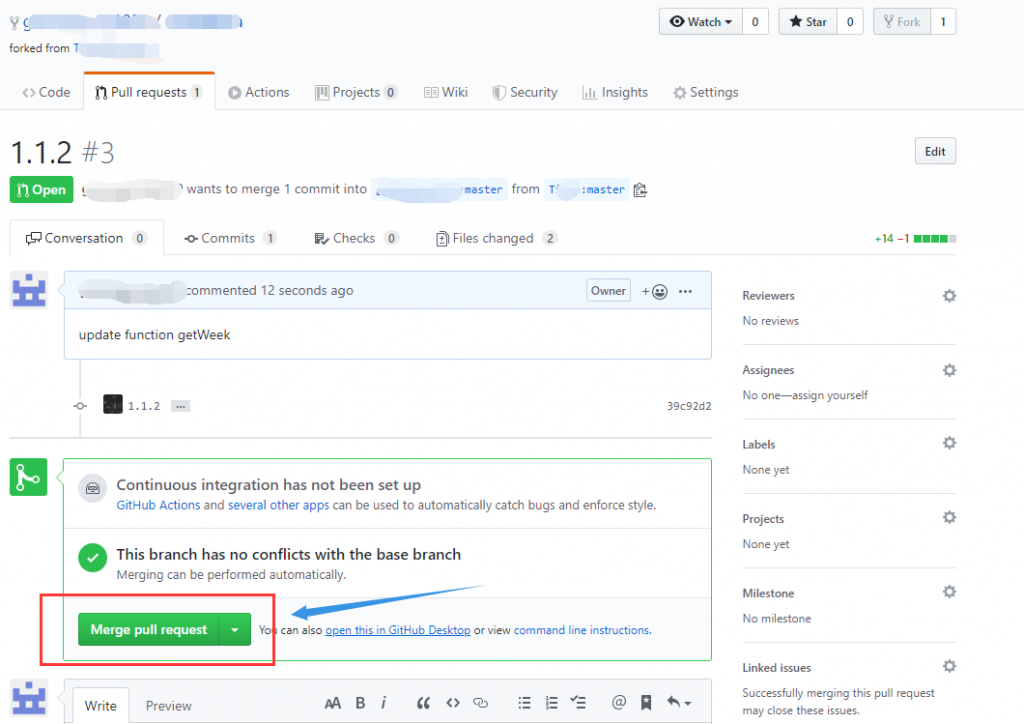 Watch 0 Star 0 Fork 1
forked from
Code Pull requests 1 Actions Projects 0 Wiki Security Insights Settings
1.1.2 #3
Edit
Open wants to merge 1 commit into master from :master
Conversation 0 Commits 1 Checks 0 Files changed 2 +14 −1
commented 12 seconds ago Owner
update function getWeek
1.1.2 ... 39c92d2
Continuous integration has not been set up
GitHub Actions and several other apps can be used to automatically catch bugs and enforce style.
This branch has no conflicts with the base branch
Merging can be performed automatically.
Merge pull request You can also open this in GitHub Desktop or view command line instructions.
Write Preview AA B i
Reviewers
No reviews
Assignees
No one—assign yourself
Labels
None yet
Projects
None yet
Milestone
No milestone
Linked issues
Successfully merging this pull request
may close these issues.